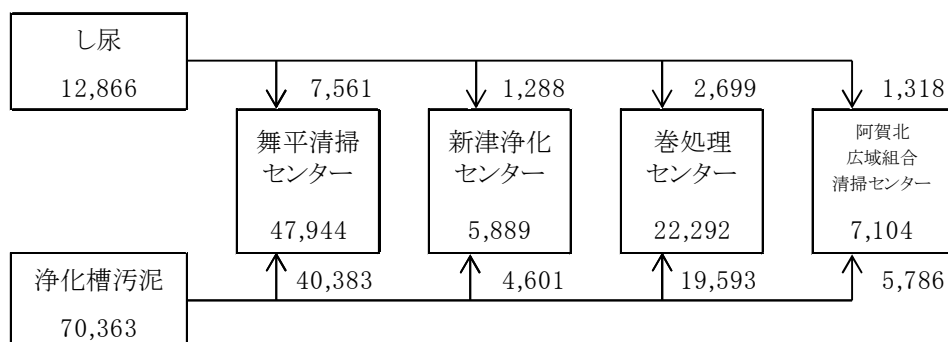 し尿
12,866
7,561
1,288
2,699
1,318
舞平清掃
センター
47,944
新津浄化
センター
5,889
巻処理
センター
22,292
阿賀北
広域組合
清掃センター
7,104
浄化槽汚泥
70,363
40,383
4,601
19,593
5,786